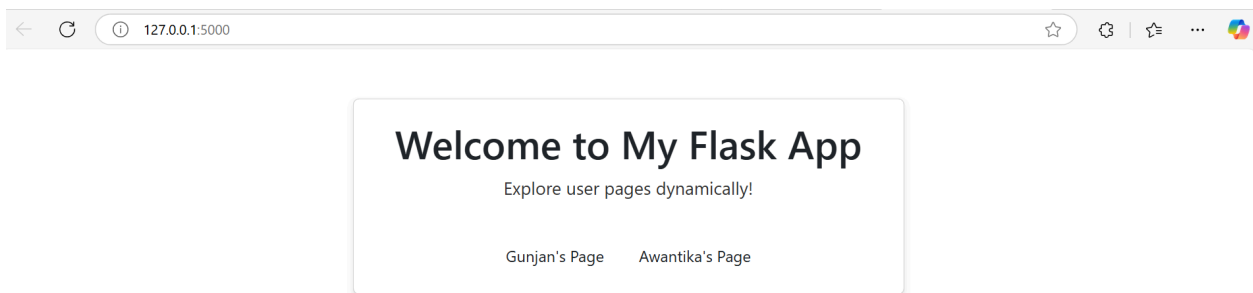 127.0.0.1:5000
Welcome to My Flask App
Explore user pages dynamically!
Gunjan's Page Awantika's Page